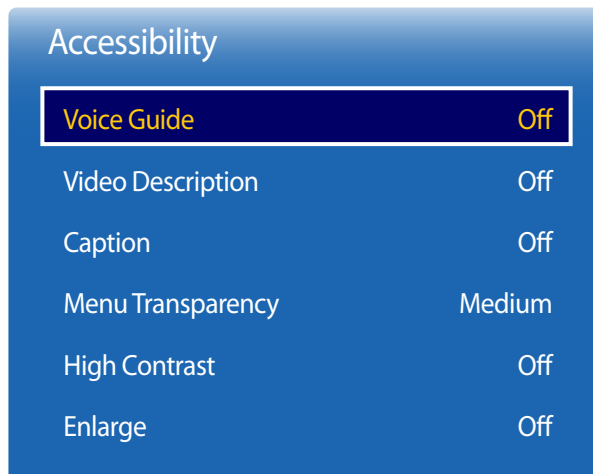 Accessibility
Voice Guide Off
Video Description Off
Caption Off
Menu Transparency Medium
High Contrast Off
Enlarge Off